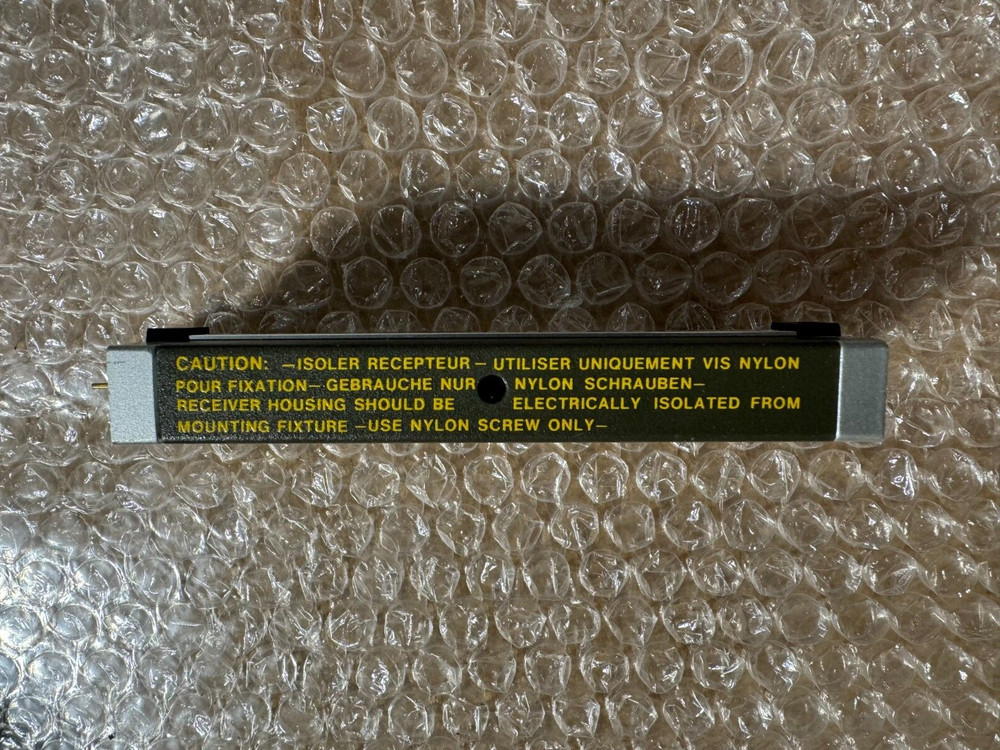 CAUTION: –ISOLER RECEPTEUR – UTILISER UNIQUEMENT VIS NYLON
POUR FIXATION– GEBRAUCHE NUR NYLON SCHRAUBEN–
RECEIVER HOUSING SHOULD BE ELECTRICALLY ISOLATED FROM
MOUNTING FIXTURE –USE NYLON SCREW ONLY–